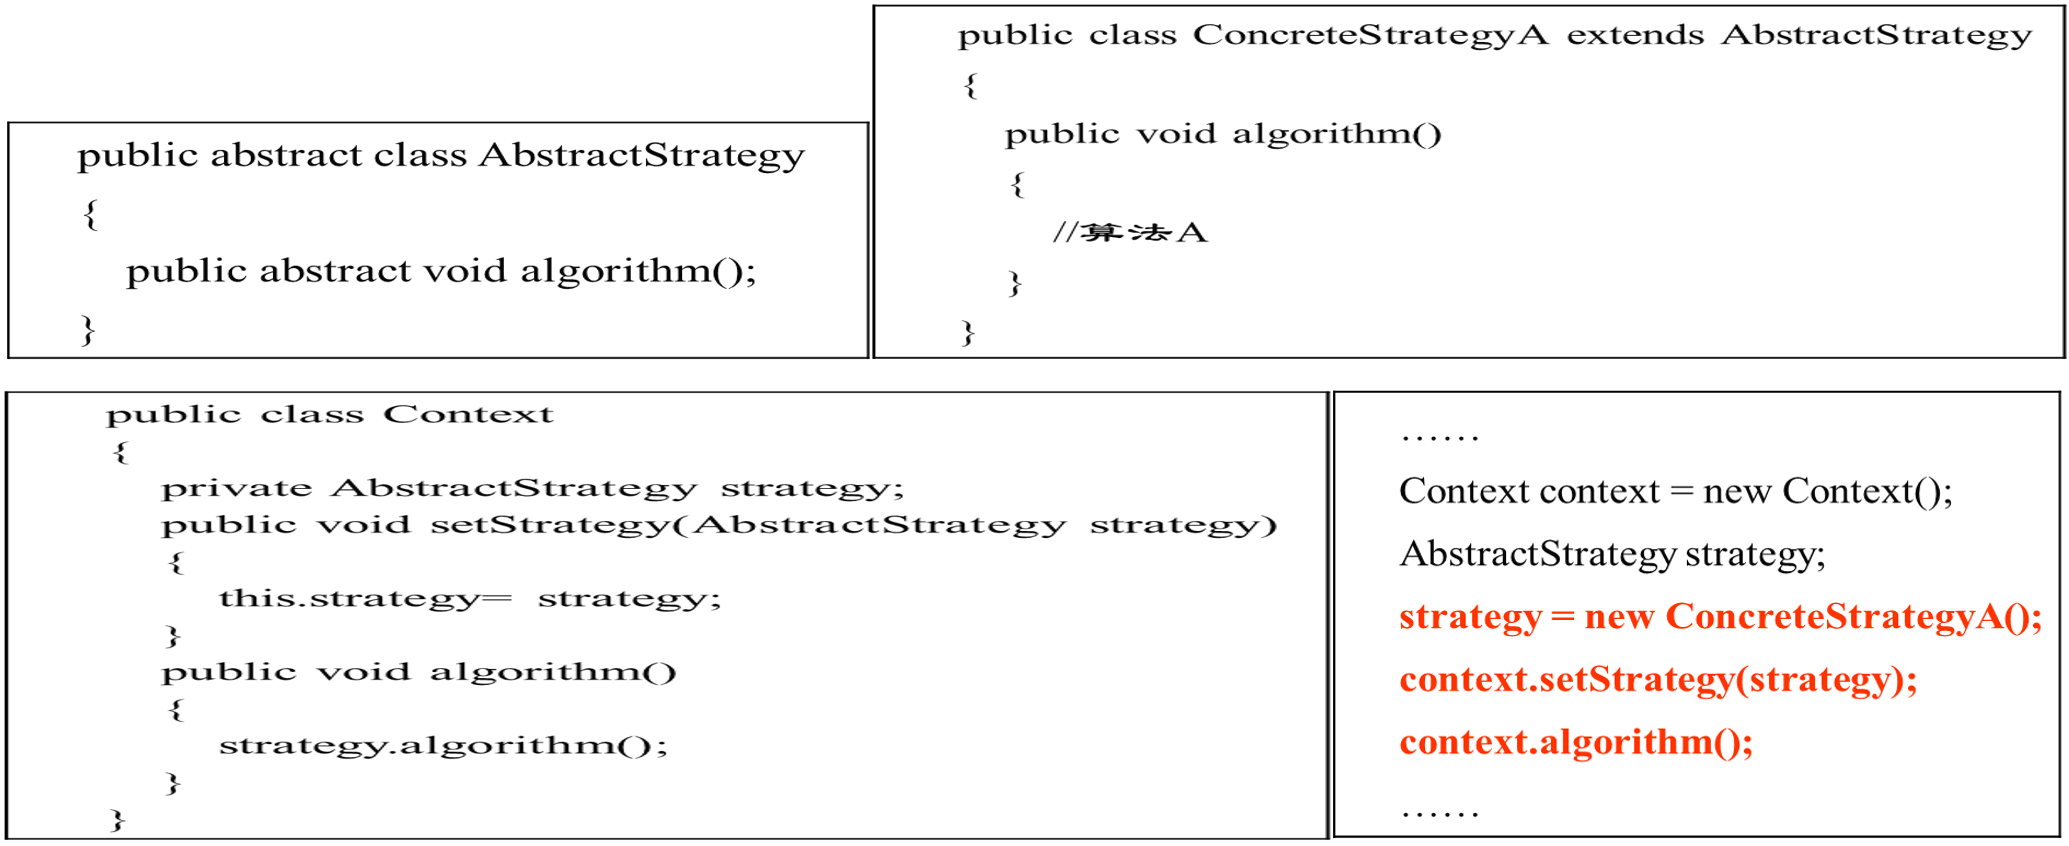 public abstract class AbstractStrategy
{
public abstract void algorithm();
}
public class ConcreteStrategyA extends AbstractStrategy
{
public void algorithm()
{
//算法A
}
}
public class Context
{
private AbstractStrategy strategy;
public void setStrategy(AbstractStrategy strategy)
{
this.strategy= strategy;
}
public void algorithm()
{
strategy.algorithm();
}
}
……
Context context = new Context();
AbstractStrategy strategy;
strategy = new ConcreteStrategyA();
context.setStrategy(strategy);
context.algorithm();
……